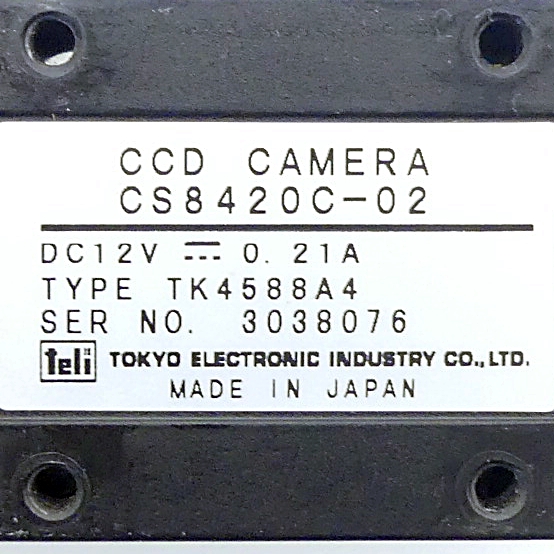 CCD CAMERA
CS8420C-02
DC12V ⎓ 0.21A
TYPE TK4588A4
SER NO. 3038076
teli TOKYO ELECTRONIC INDUSTRY CO.,LTD.
MADE IN JAPAN